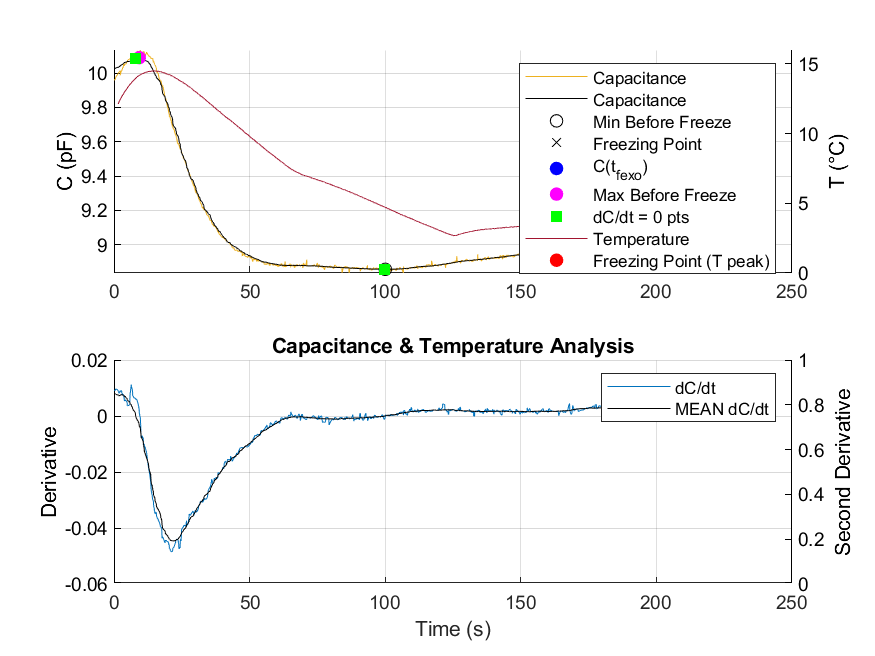 10
9.8
9.6
9.4
9.2
9
C (pF)
0
50
100
150
200
250
15
10
5
0
T (°C)
Capacitance
Capacitance
Min Before Freeze
Freezing Point
C(t_fexo)
Max Before Freeze
dC/dt = 0 pts
Temperature
Freezing Point (T peak)
Capacitance & Temperature Analysis
0.02
0
-0.02
-0.04
-0.06
Derivative
0
50
100
150
200
250
Time (s)
1
0.8
0.6
0.4
0.2
0
Second Derivative
dC/dt
MEAN dC/dt